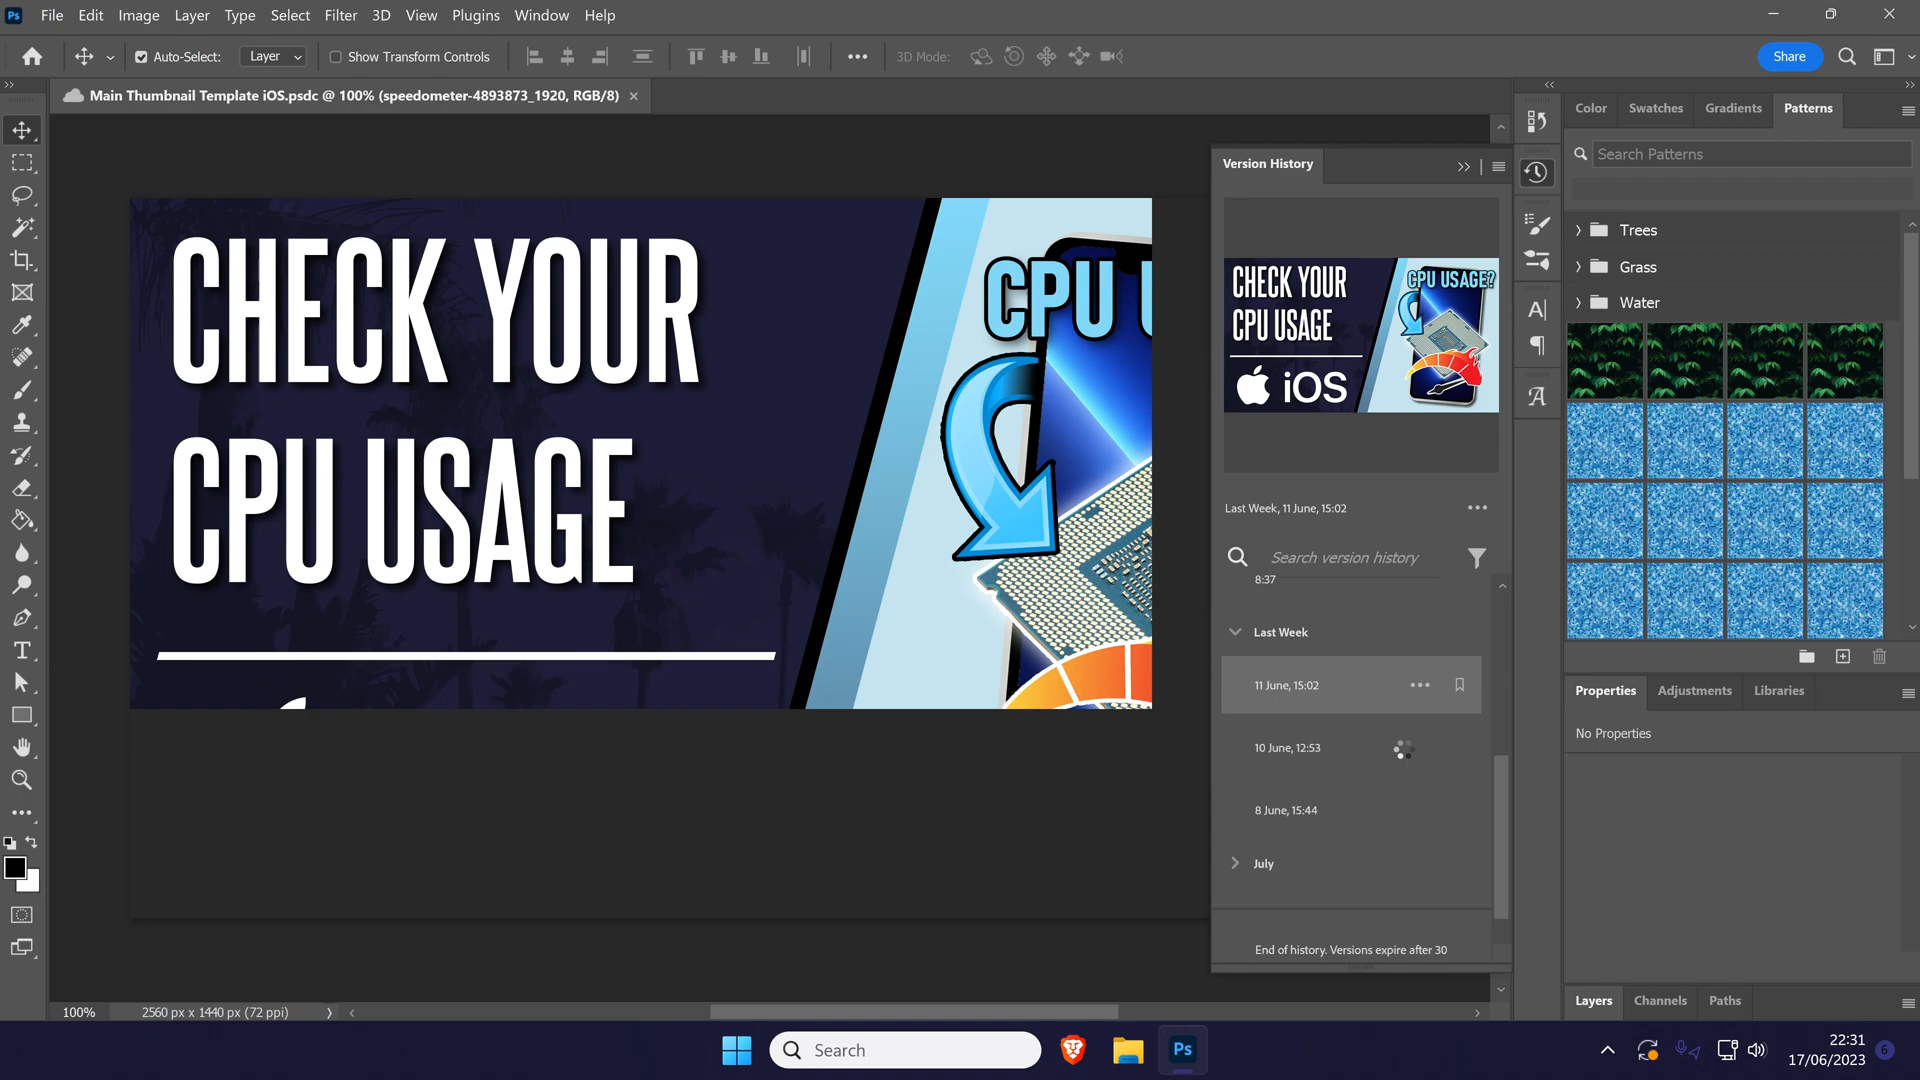 Ps File Edit Image Layer Type Select Filter 3D View Plugins Window Help
Auto-Select: Layer Show Transform Controls 3D Mode: Share
Main Thumbnail Template iOS.psdc @ 100% (speedometer-4893873_1920, RGB/8)
Color Swatches Gradients Patterns
Search Patterns
Trees
Grass
Water
CHECK YOUR
CPU USAGE
CPU U
Version History
CHECK YOUR
CPU USAGE
CPU USAGE?
iOS
Last Week, 11 June, 15:02
Search version history
8:37
Last Week
11 June, 15:02
10 June, 12:53
8 June, 15:44
July
End of history. Versions expire after 30
Properties Adjustments Libraries
No Properties
Layers Channels Paths
100% 2560 px x 1440 px (72 ppi)
Search
Ps
22:31
17/06/2023
6